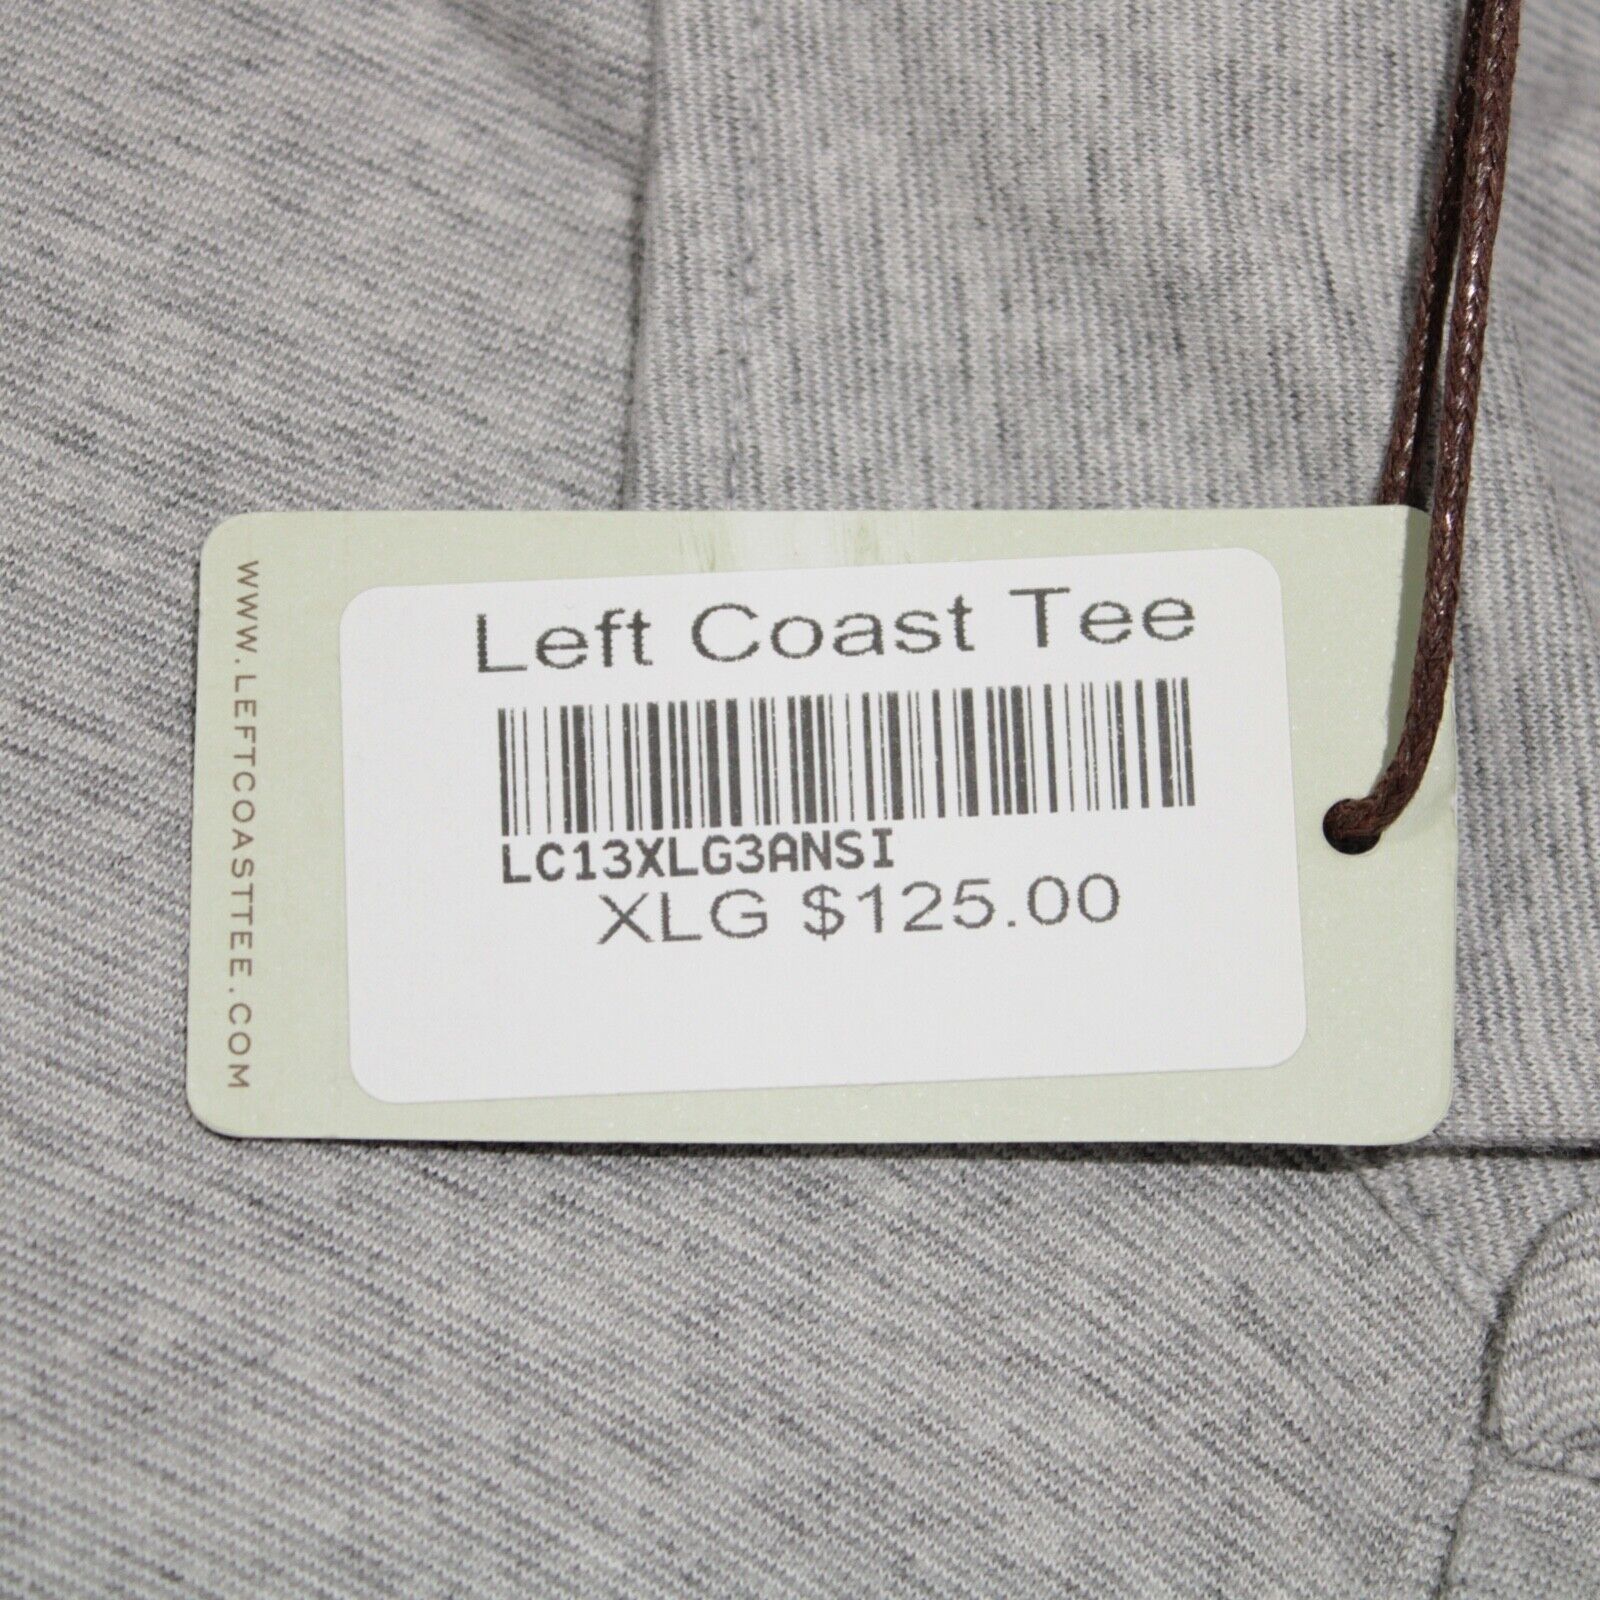 WWW.LEFTCOASTTEE.COM
Left Coast Tee
LC13XLG3ANSI
XLG $125.00